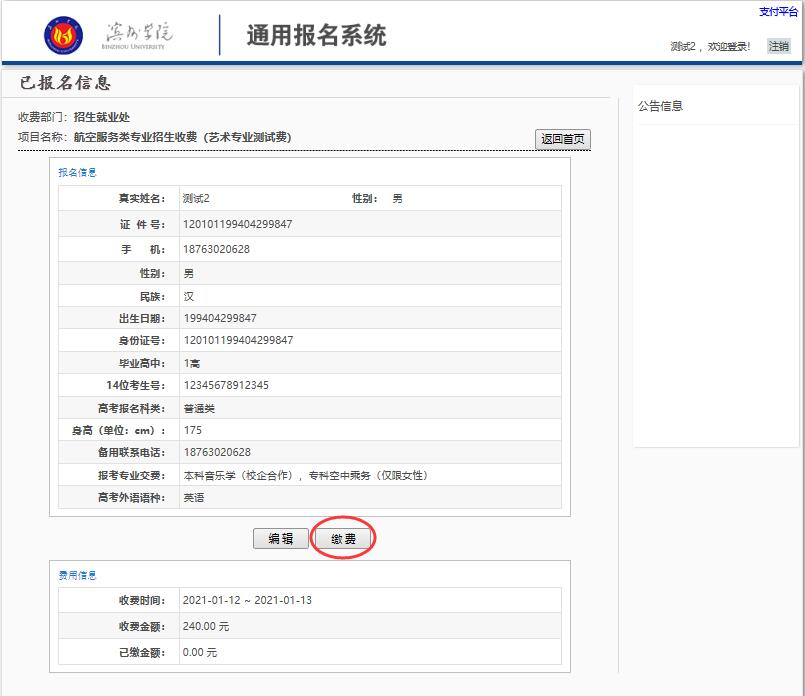 支付平台
滨州学院
BINZHOU UNIVERSITY
通用报名系统
测试2，欢迎登录! 注销
已报名信息
收费部门: 招生就业处
项目名称: 航空服务类专业招生收费（艺术专业测试费） 返回首页
公告信息
报名信息
真实姓名: 测试2 性别: 男
证 件 号: 120101199404299847
手 机: 18763020628
性别: 男
民族: 汉
出生日期: 199404299847
身份证号: 120101199404299847
毕业高中: 1高
14位考生号: 12345678912345
高考报名科类: 普通类
身高（单位: cm）: 175
备用联系电话: 18763020628
报考专业交费: 本科音乐学（校企合作），专科空中乘务（仅限女性）
高考外语语种: 英语
编辑 缴费
费用信息
收费时间: 2021-01-12 ~ 2021-01-13
收费金额: 240.00 元
已缴金额: 0.00 元